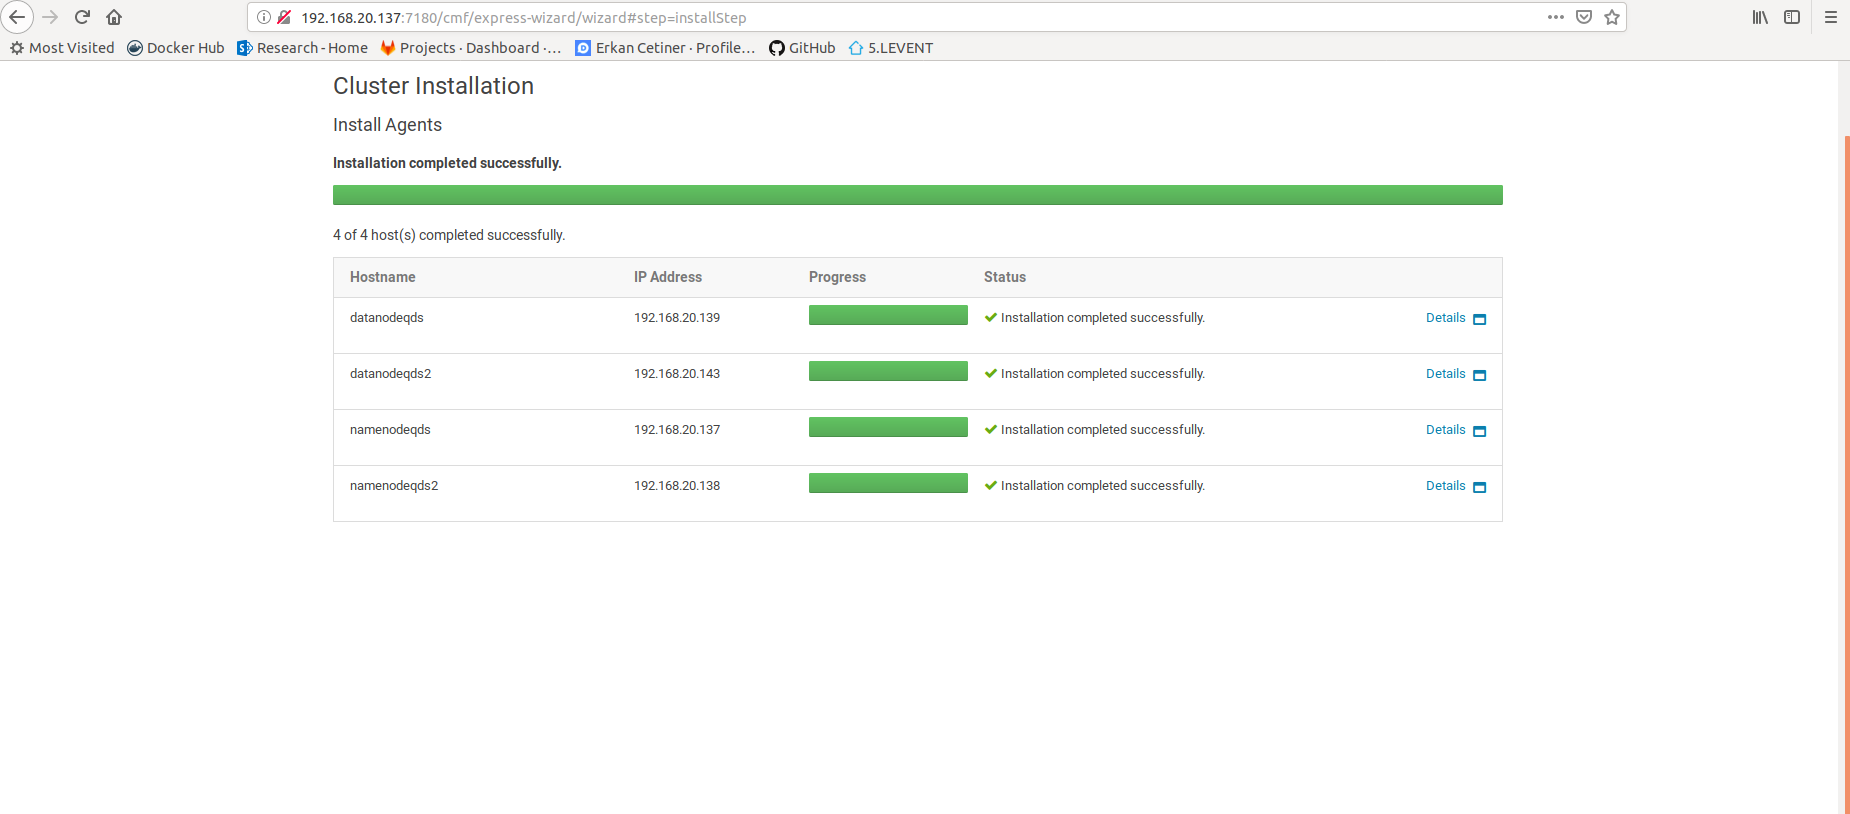 192.168.20.137:7180/cmf/express-wizard/wizard#step=installStep
Most Visited Docker Hub Research - Home Projects · Dashboard ·... Erkan Cetiner · Profile... GitHub 5.LEVENT
Cluster Installation
Install Agents
Installation completed successfully.
4 of 4 host(s) completed successfully.
Hostname IP Address Progress Status
datanodeqds 192.168.20.139 Installation completed successfully. Details
datanodeqds2 192.168.20.143 Installation completed successfully. Details
namenodeqds 192.168.20.137 Installation completed successfully. Details
namenodeqds2 192.168.20.138 Installation completed successfully. Details